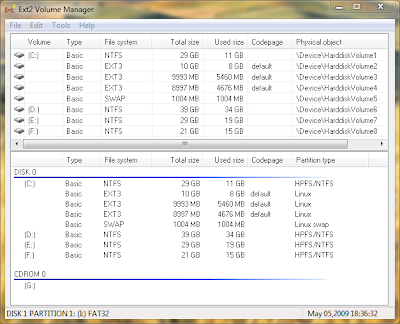 Ext2 Volume Manager
File Edit Tools Help
Volume Type File system Total size Used size Codepage Physical object
(C:) Basic NTFS 29 GB 11 GB \Device\HarddiskVolume1
Basic EXT3 10 GB 8 GB default \Device\HarddiskVolume2
Basic EXT3 9993 MB 5460 MB default \Device\HarddiskVolume3
Basic EXT3 8997 MB 4676 MB default \Device\HarddiskVolume4
Basic SWAP 1004 MB 1004 MB \Device\HarddiskVolume5
(D:) Basic NTFS 39 GB 34 GB \Device\HarddiskVolume6
(E:) Basic NTFS 29 GB 19 GB \Device\HarddiskVolume7
(F:) Basic NTFS 21 GB 15 GB \Device\HarddiskVolume8
Type File system Total size Used size Codepage Partition type
DISK 0
(C:) Basic NTFS 29 GB 11 GB HPFS/NTFS
Basic EXT3 10 GB 8 GB default Linux
Basic EXT3 9993 MB 5460 MB default Linux
Basic EXT3 8997 MB 4676 MB default Linux
Basic SWAP 1004 MB 1004 MB Linux swap
(D:) Basic NTFS 39 GB 34 GB HPFS/NTFS
(E:) Basic NTFS 29 GB 19 GB HPFS/NTFS
(F:) Basic NTFS 21 GB 15 GB HPFS/NTFS
CDROM 0
(G:)
DISK 1 PARTITION 1: (I:) FAT32 May 05,2009 18:36:32